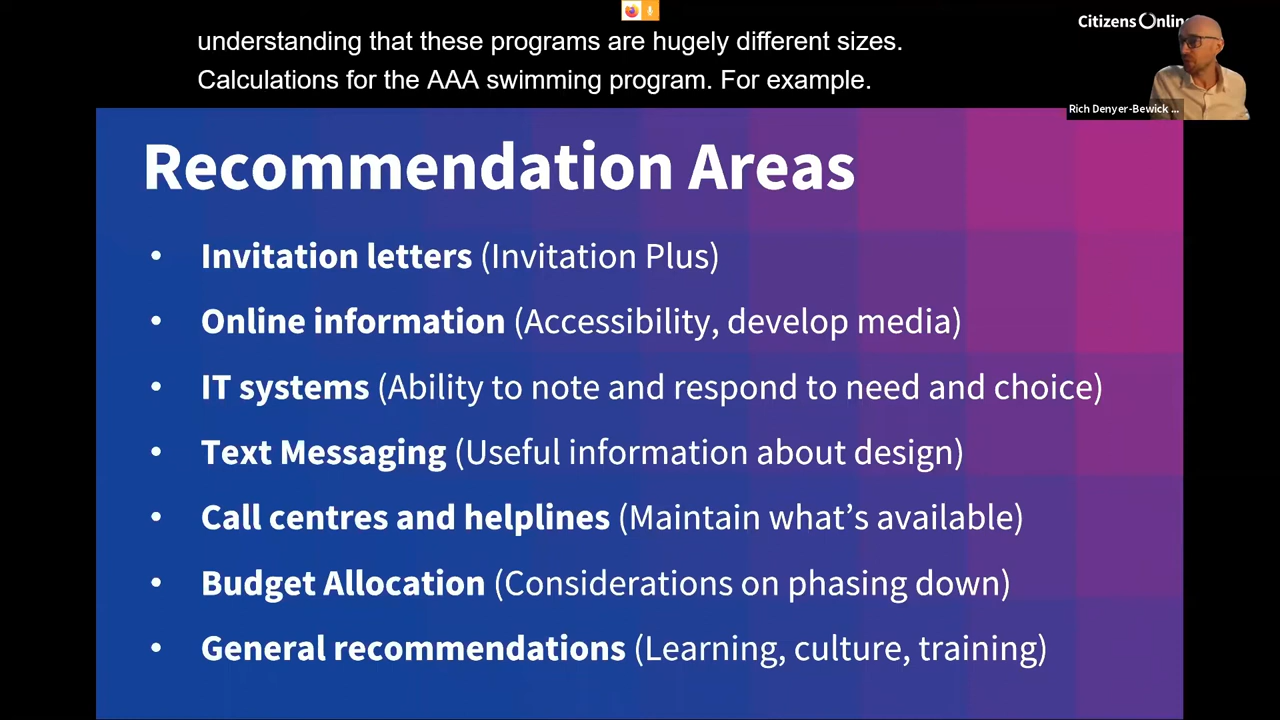 understanding that these programs are hugely different sizes.
Calculations for the AAA swimming program. For example.
Citizens Online
Rich Denyer-Bewick ...
Recommendation Areas
• Invitation letters (Invitation Plus)
• Online information (Accessibility, develop media)
• IT systems (Ability to note and respond to need and choice)
• Text Messaging (Useful information about design)
• Call centres and helplines (Maintain what's available)
• Budget Allocation (Considerations on phasing down)
• General recommendations (Learning, culture, training)